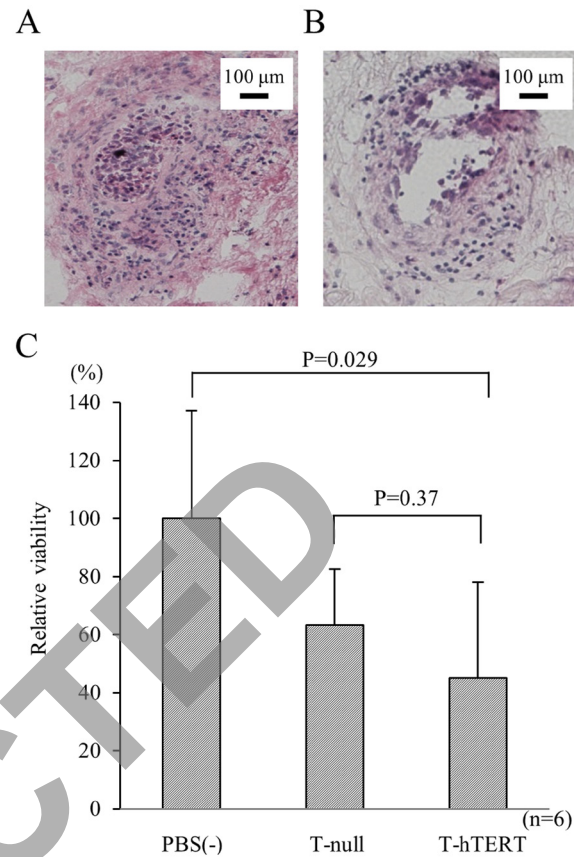 A
B
100 μm
100 μm
C
(%)
P=0.029
140
120
P=0.37
100
80
60
40
20
0
Relative viability
(n=6)
PBS(-) T-null T-hTERT
CTED